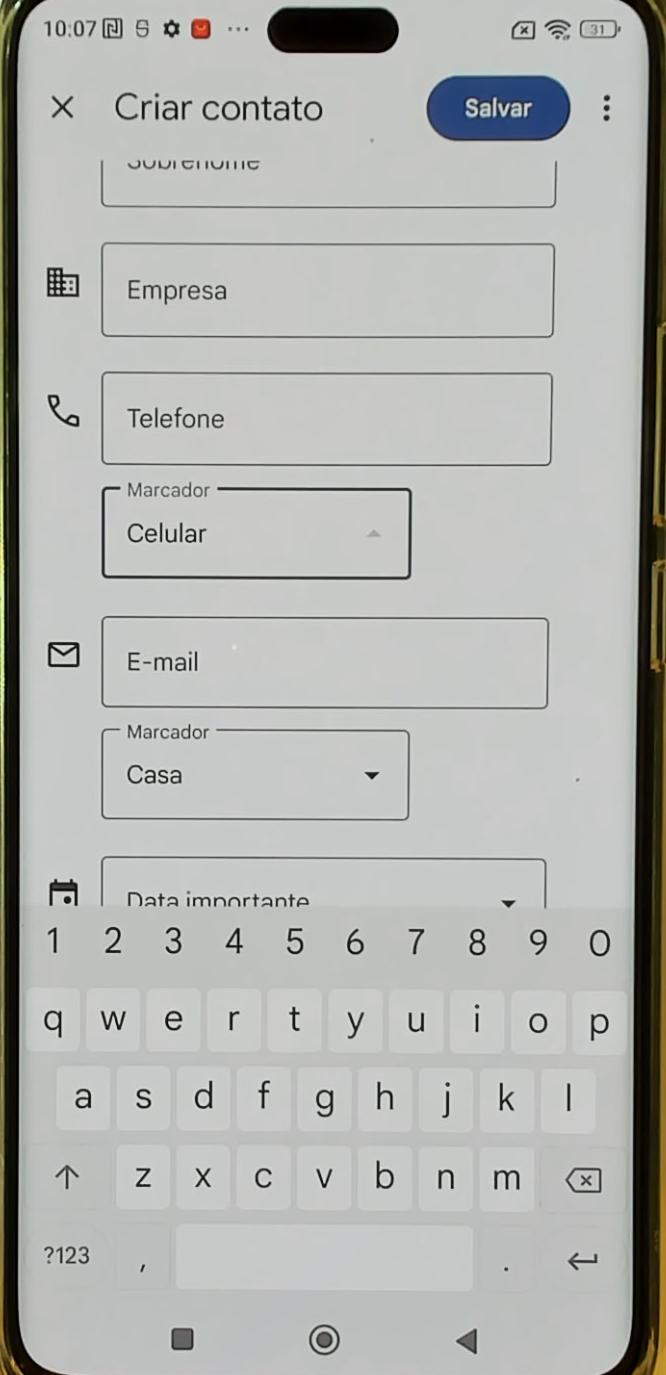 10:07
31
Criar contato
Salvar
Sobrenome
Empresa
Telefone
Marcador
Celular
E-mail
Marcador
Casa
Data importante
1 2 3 4 5 6 7 8 9 0
q w e r t y u i o p
a s d f g h j k l
z x c v b n m
?123 , .